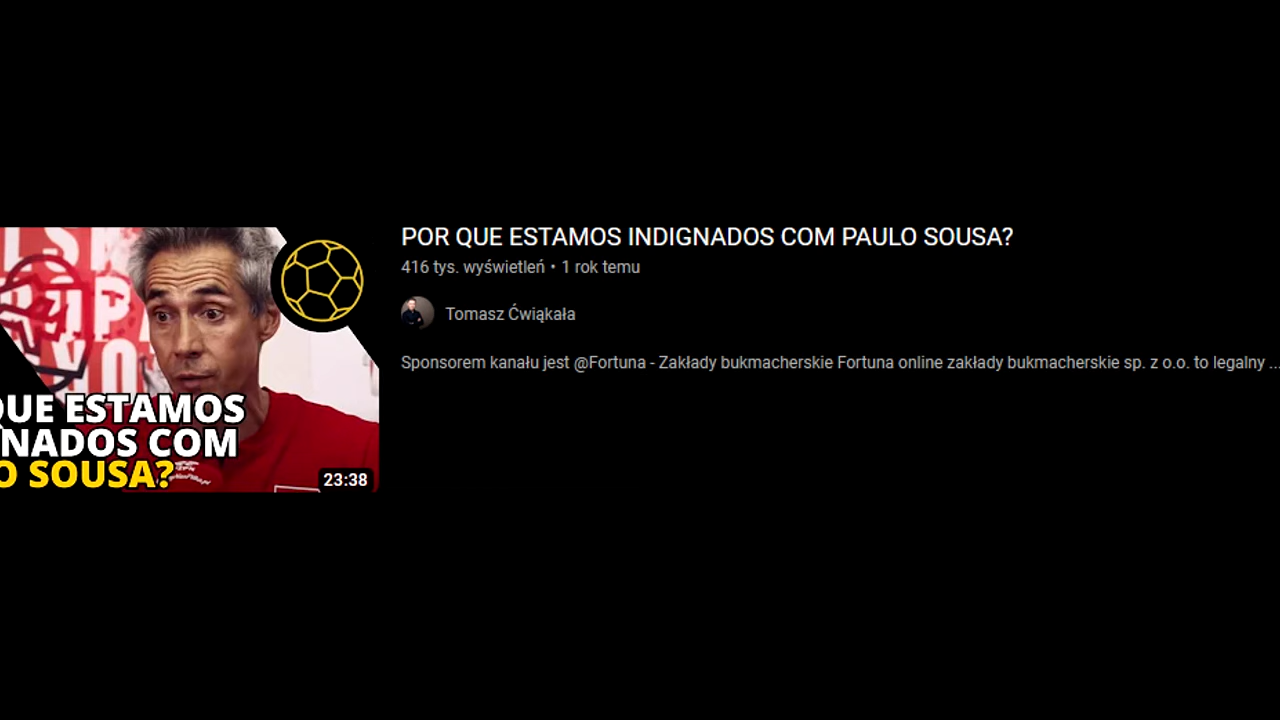 POR QUE ESTAMOS INDIGNADOS COM PAULO SOUSA?
416 tys. wyświetleń • 1 rok temu
Tomasz Ćwiąkała
Sponsorem kanału jest @Fortuna - Zakłady bukmacherskie Fortuna online zakłady bukmacherskie sp. z o.o. to legalny ...
QUE ESTAMOS
NADOS COM
O SOUSA?
23:38